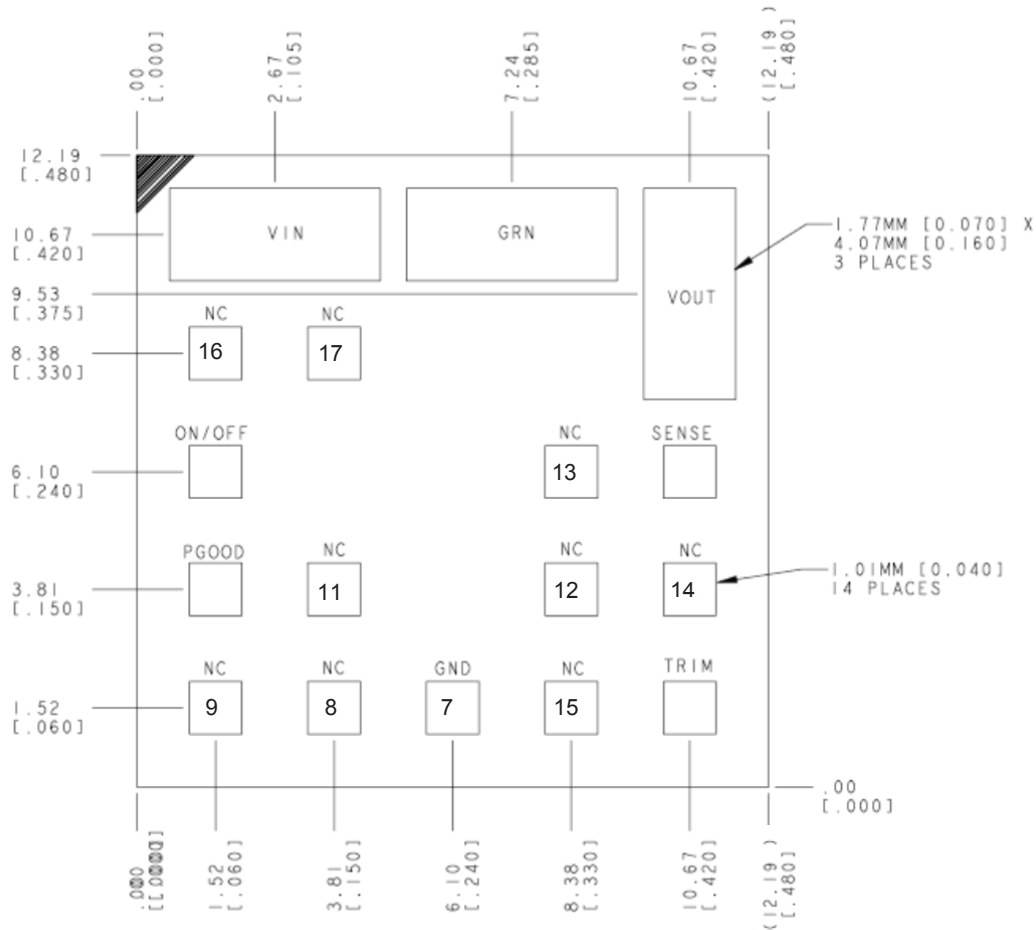 .00
[.000]
2.67
[.105]
7.24
[.285]
10.67
[.420]
(12.19)
[.480]
12.19
[.480]
10.67
[.420]
9.53
[.375]
8.38
[.330]
6.10
[.240]
3.81
[.150]
1.52
[.060]
VIN
GRN
VOUT
1.77MM [0.070] X
4.07MM [0.160]
3 PLACES
NC
NC
16
17
ON/OFF
NC
SENSE
13
PGOOD
NC
NC
NC
11
12
14
1.01MM [0.040]
14 PLACES
NC
NC
GND
NC
TRIM
9
8
7
15
.00
[.000]
1.52
[.060]
3.81
[.150]
6.10
[.240]
8.38
[.330]
10.67
[.420]
(12.19)
[.480]